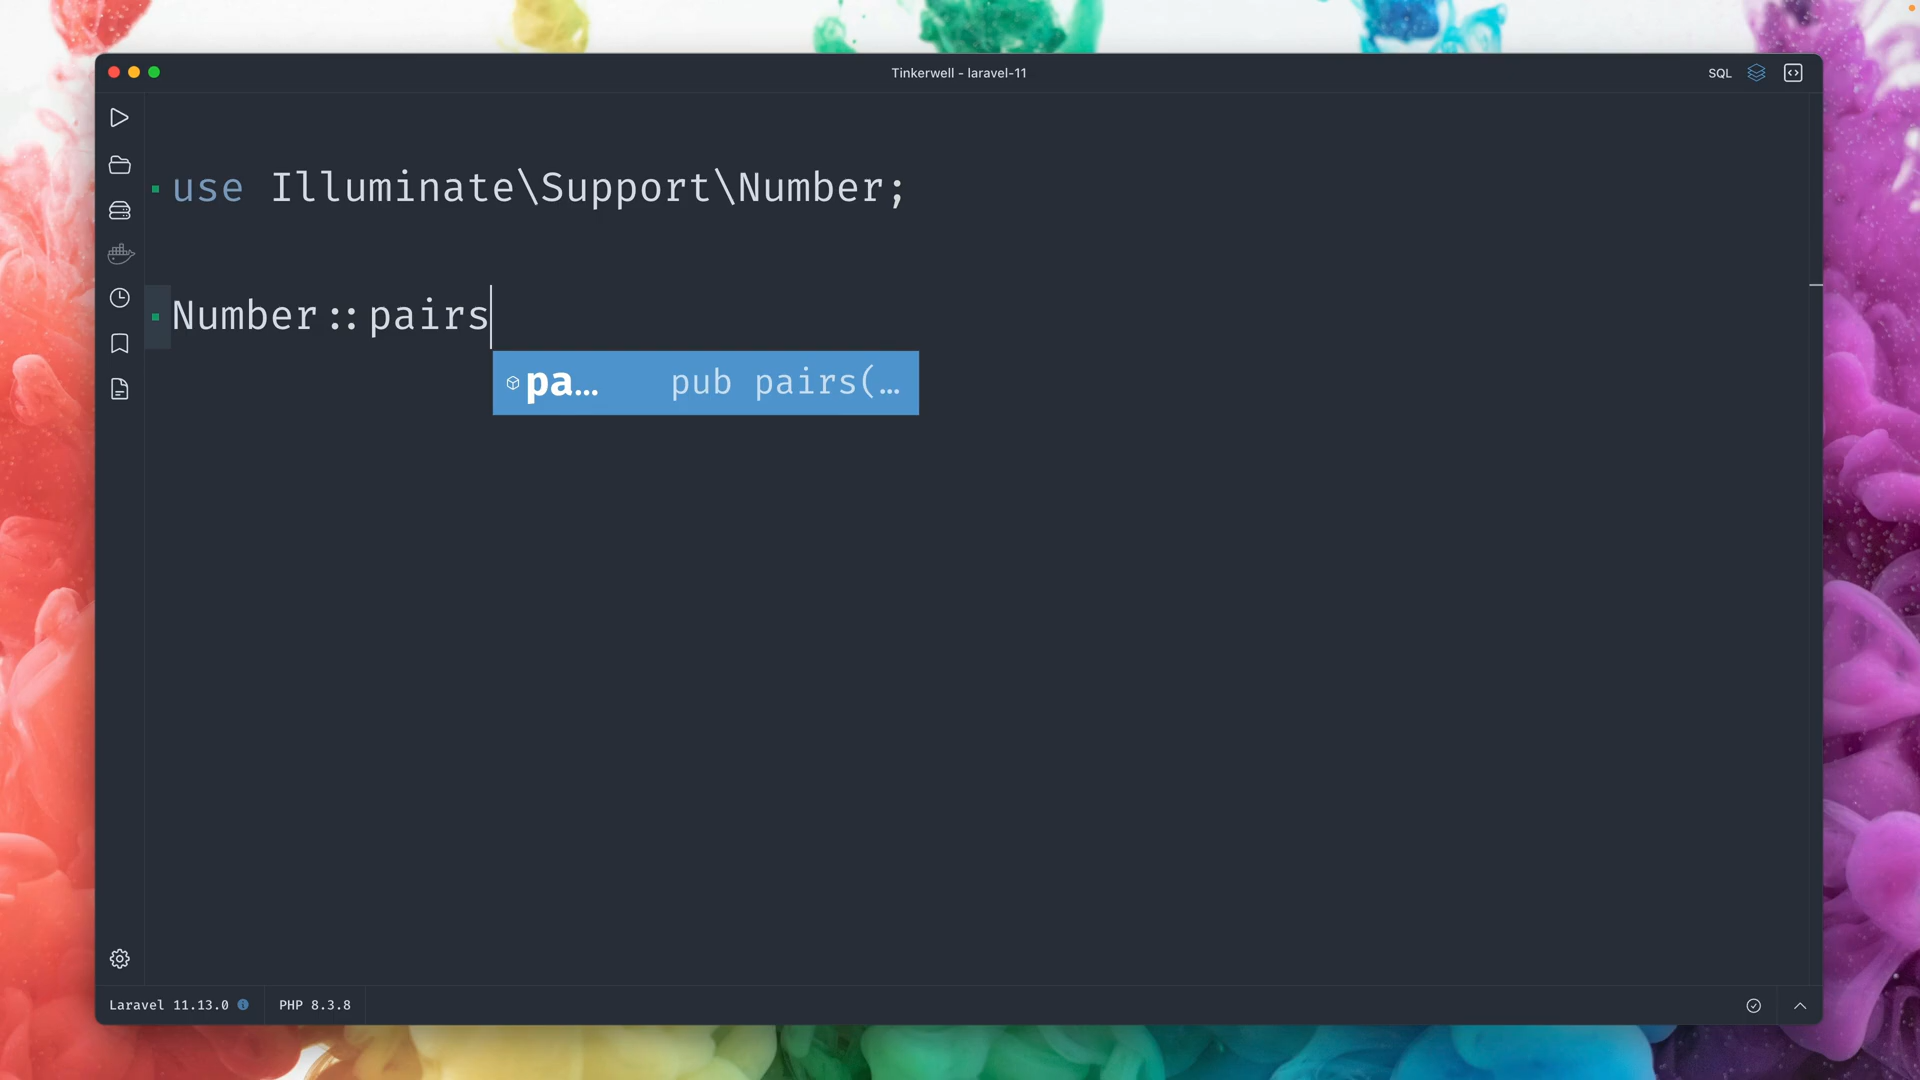 Tinkerwell - laravel-11
SQL
use Illuminate\Support\Number;
Number::pairs
pa… pub pairs(…
Laravel 11.13.0
PHP 8.3.8